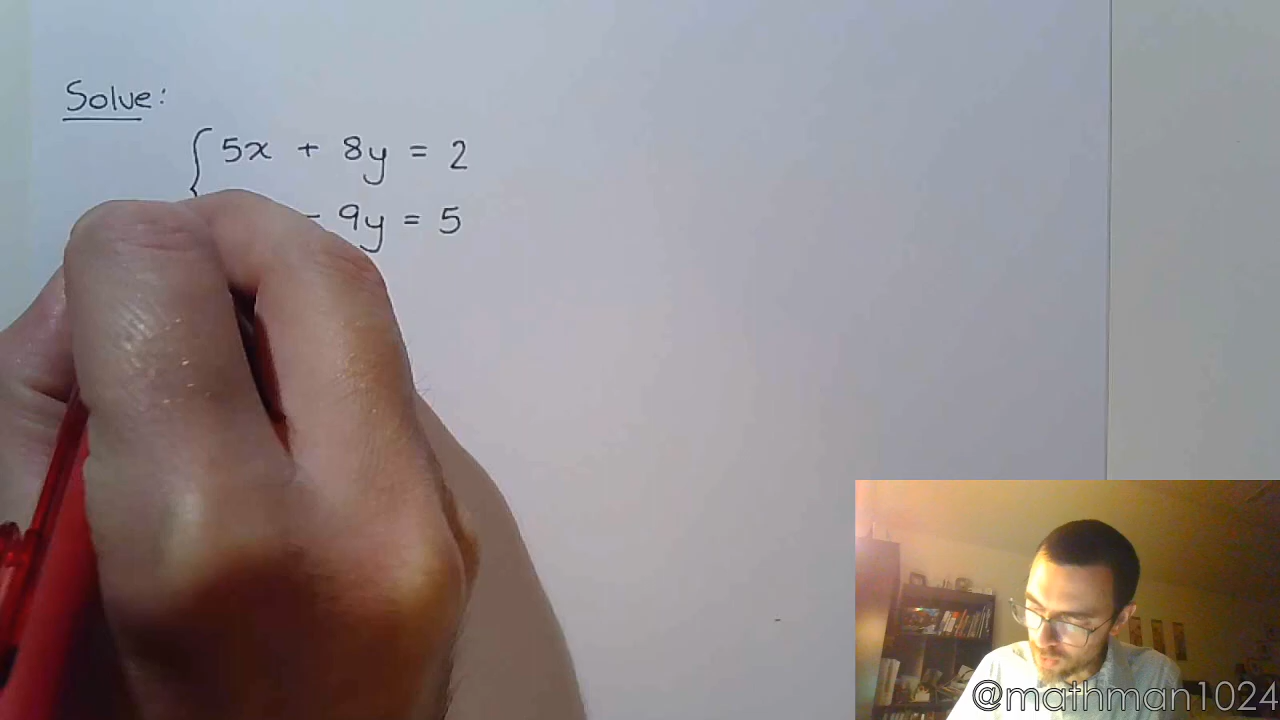 Solve:
5x + 8y = 2
- 9y = 5
@mathman1024